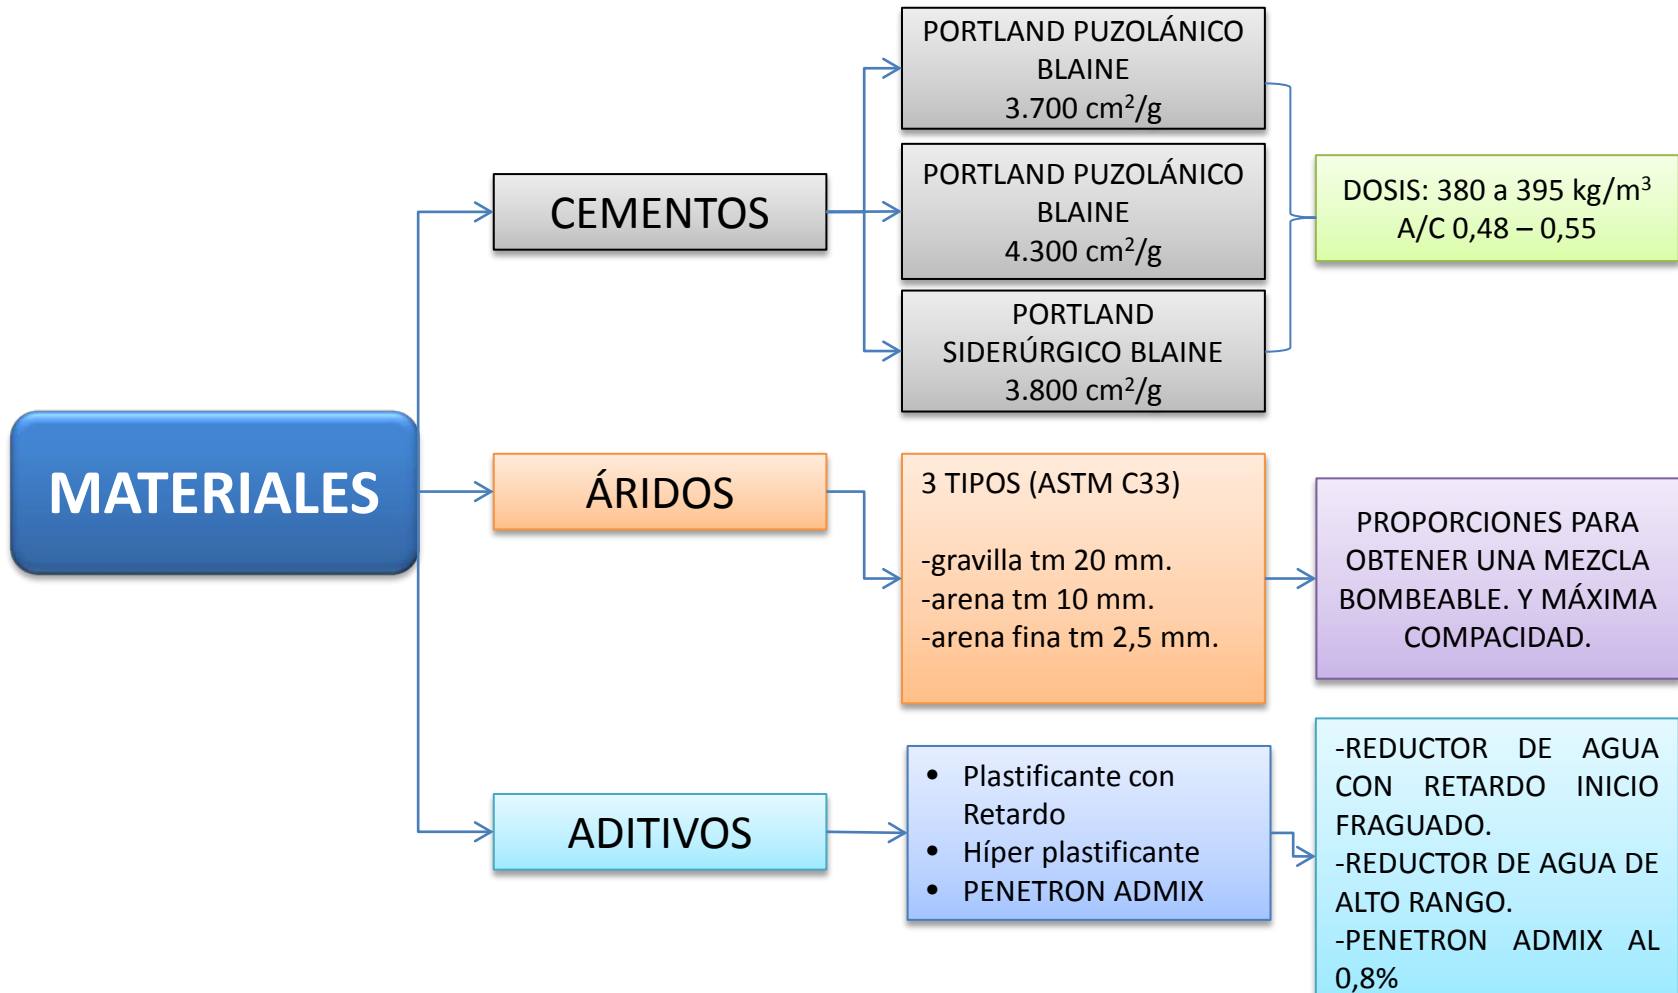 MATERIALES
CEMENTOS
PORTLAND PUZOLÁNICO
BLAINE
3.700 cm²/g
PORTLAND PUZOLÁNICO
BLAINE
4.300 cm²/g
PORTLAND
SIDERÚRGICO BLAINE
3.800 cm²/g
DOSIS: 380 a 395 kg/m³
A/C 0,48 – 0,55
ÁRIDOS
3 TIPOS (ASTM C33)
-gravilla tm 20 mm.
-arena tm 10 mm.
-arena fina tm 2,5 mm.
PROPORCIONES PARA
OBTENER UNA MEZCLA
BOMBEABLE. Y MÁXIMA
COMPACIDAD.
ADITIVOS
• Plastificante con
Retardo
• Híper plastificante
• PENETRON ADMIX
-REDUCTOR DE AGUA
CON RETARDO INICIO
FRAGUADO.
-REDUCTOR DE AGUA DE
ALTO RANGO.
-PENETRON ADMIX AL
0,8%